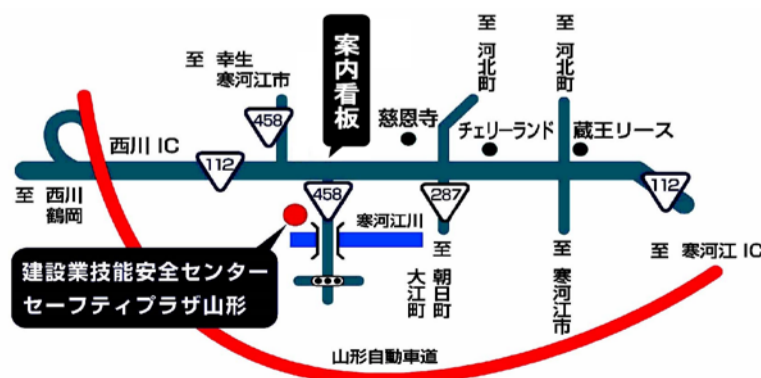 至 幸生
寒河江市
案内看板
至 河北町
至 河北町
458
慈恩寺
チェリーランド
蔵王リース
西川 IC
112
458
287
112
至 西川
鶴岡
寒河江川
建設業技能安全センター
セーフティプラザ山形
至 朝日町
大江町
至 寒河江市
至 寒河江 IC
山形自動車道